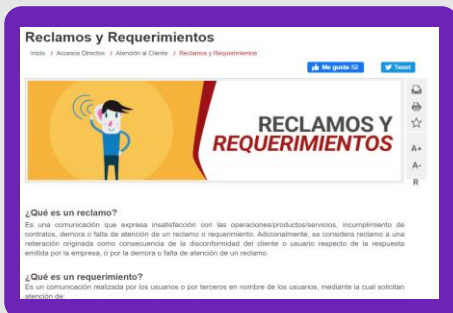 Reclamos y Requerimientos
Inicio / Accesos Directos / Atención al Cliente / Reclamos y Requerimientos
Me gusta 52 Tweet
RECLAMOS Y
REQUERIMIENTOS
A+
A-
R
¿Qué es un reclamo?
Es una comunicación que expresa insatisfacción con las operaciones/productos/servicios, incumplimiento de
contratos, demora o falta de atención de un reclamo o requerimiento. Adicionalmente, se considera reclamo a una
reiteración originada como consecuencia de la disconformidad del cliente o usuario respecto de la respuesta
emitida por la empresa, o por la demora o falta de atención de un reclamo.
¿Qué es un requerimiento?
Es un comunicación realizada por los usuarios o por terceros en nombre de los usuarios, mediante la cual solicitan
atención de: